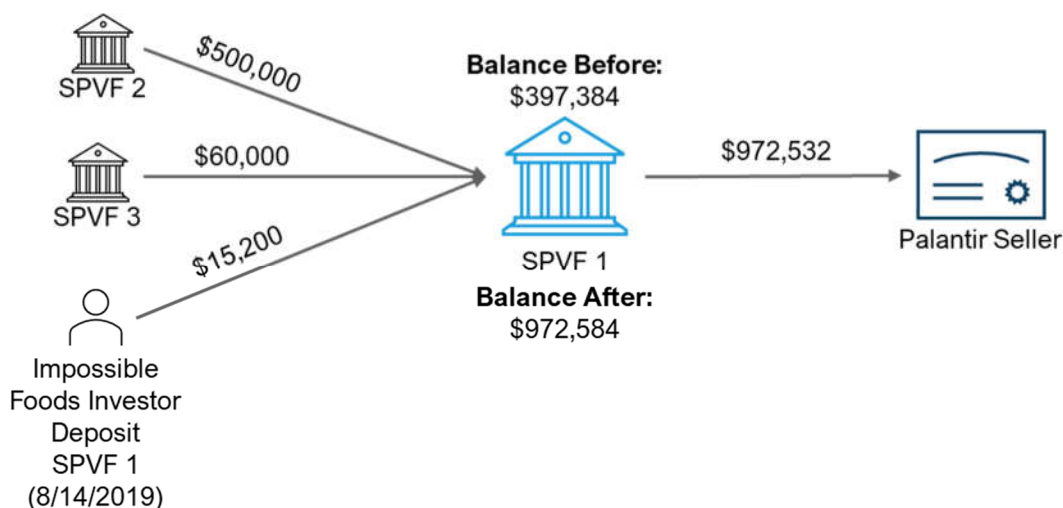 SPVF 2
$500,000
SPVF 3
$60,000
$15,200
Impossible
Foods Investor
Deposit
SPVF 1
(8/14/2019)
Balance Before:
$397,384
SPVF 1
Balance After:
$972,584
$972,532
Palantir Seller